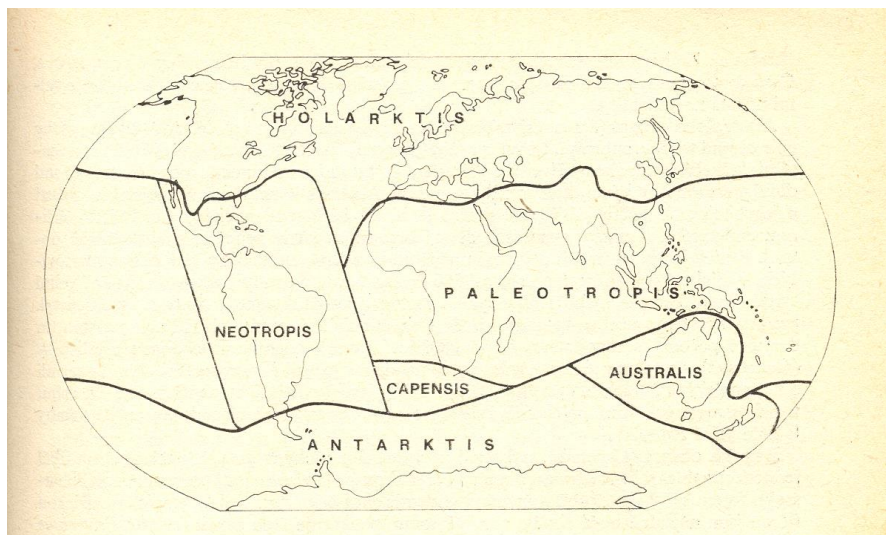 HOLARKTIS
PALEOTROPIS
NEOTROPIS
CAPENSIS
AUSTRALIS
ANTARKTIS